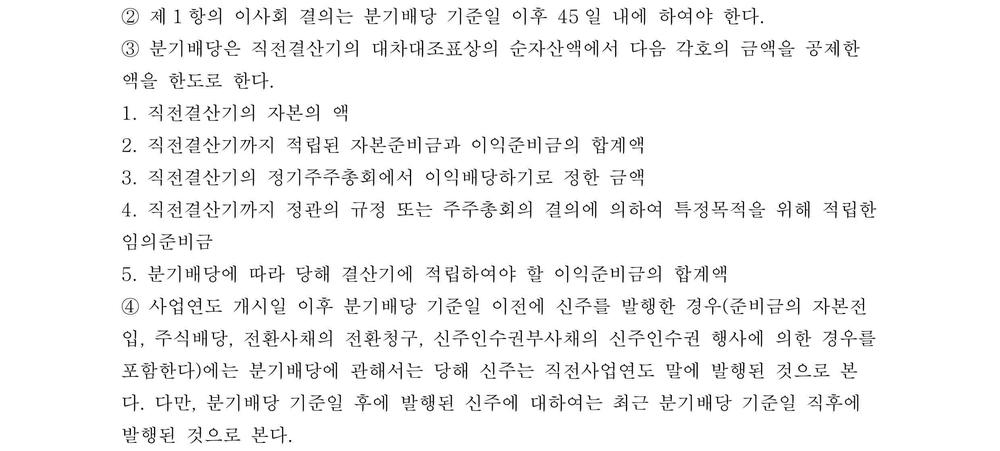 ② 제1항의 이사회 결의는 분기배당 기준일 이후 45일 내에 하여야 한다.
③ 분기배당은 직전결산기의 대차대조표상의 순자산액에서 다음 각호의 금액을 공제한
액을 한도로 한다.
1. 직전결산기의 자본의 액
2. 직전결산기까지 적립된 자본준비금과 이익준비금의 합계액
3. 직전결산기의 정기주주총회에서 이익배당하기로 정한 금액
4. 직전결산기까지 정관의 규정 또는 주주총회의 결의에 의하여 특정목적을 위해 적립한
임의준비금
5. 분기배당에 따라 당해 결산기에 적립하여야 할 이익준비금의 합계액
④ 사업연도 개시일 이후 분기배당 기준일 이전에 신주를 발행한 경우(준비금의 자본전
입, 주식배당, 전환사채의 전환청구, 신주인수권부사채의 신주인수권 행사에 의한 경우를
포함한다)에는 분기배당에 관해서는 당해 신주는 직전사업연도 말에 발행된 것으로 본
다. 다만, 분기배당 기준일 후에 발행된 신주에 대하여는 최근 분기배당 기준일 직후에
발행된 것으로 본다.